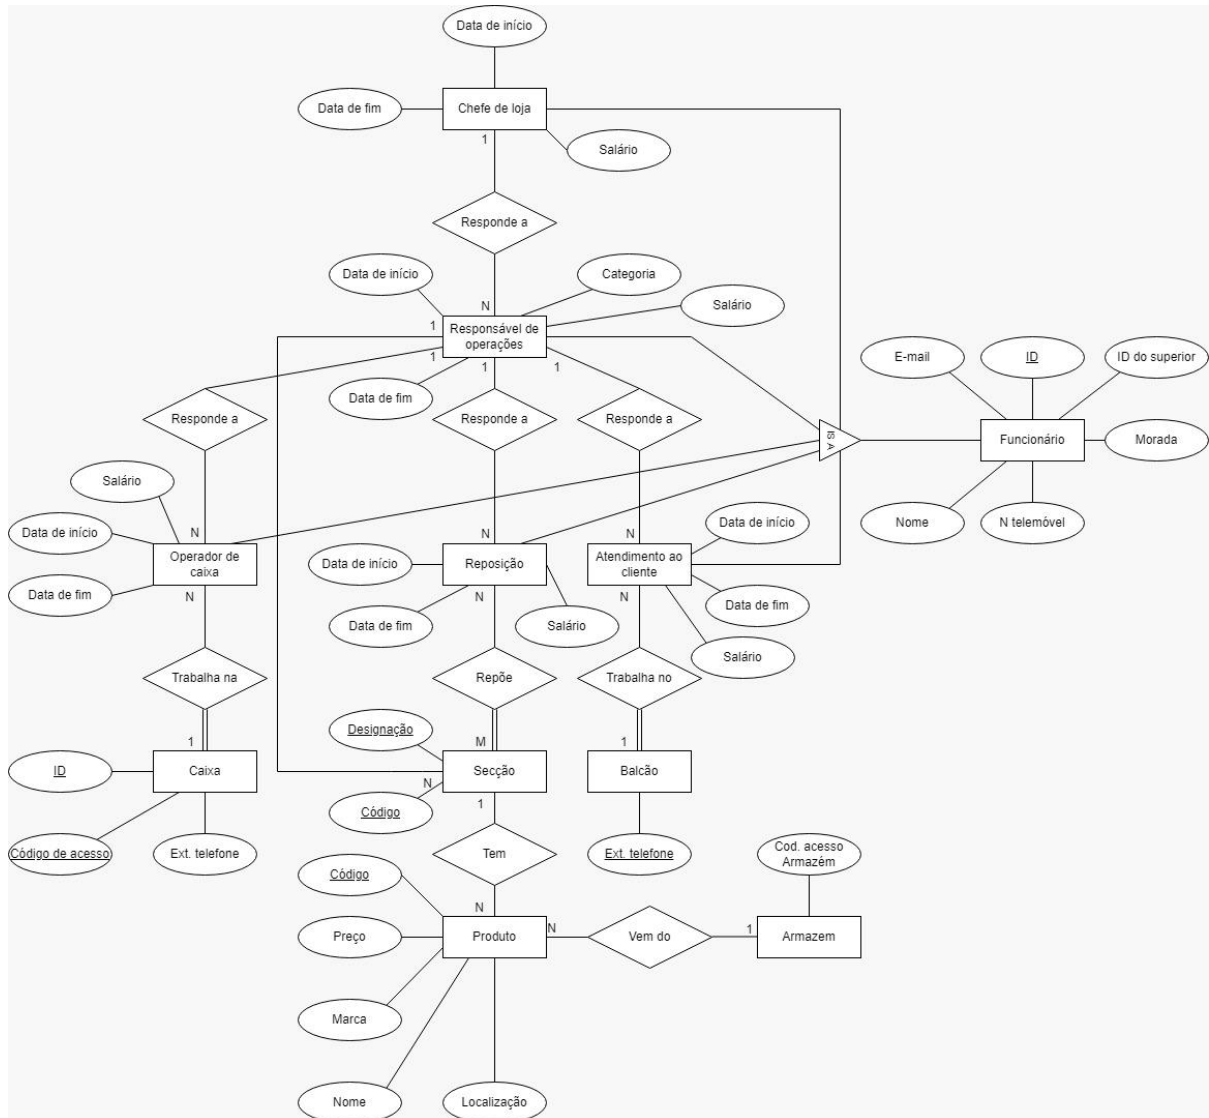 Data de início
Data de fim
Chefe de loja
Salário
1
Responde a
Data de início
Categoria
Salário
N
1
Responsável de
operações
1
1
1
Data de fim
E-mail
ID
ID do superior
Responde a
Responde a
Responde a
IS A
Funcionário
Morada
Salário
Nome
N telemóvel
Data de início
N
N
N
Data de início
Operador de
caixa
Data de início
Reposição
Atendimento ao
cliente
Data de fim
N
N
N
Data de fim
Data de fim
Salário
Salário
Trabalha na
Repõe
Trabalha no
Designação
1
M
1
ID
Caixa
Secção
Balcão
N
Código
1
Código de acesso
Ext. telefone
Tem
Ext. telefone
Cod. acesso
Armazém
Código
N
Preço
Produto
N
Vem do
1
Armazem
Marca
Nome
Localização